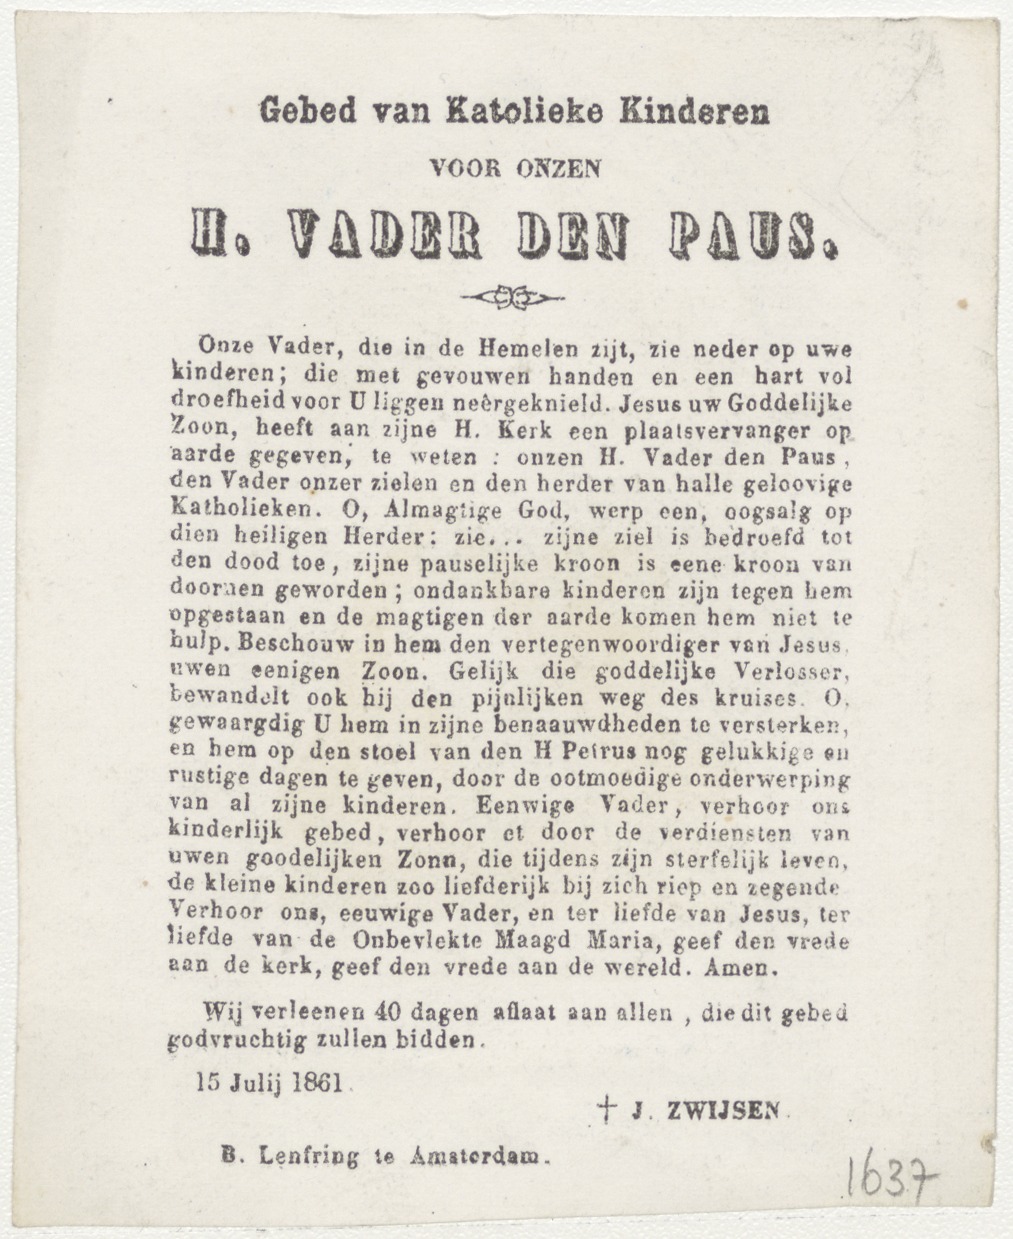 Gebed van Katolieke Kinderen
VOOR ONZEN
H. VADER DEN PAUS.
Onze Vader, die in de Hemelen zijt, zie neder op uwe
kinderen; die met gevouwen handen en een hart vol
droefheid voor U liggen neêrgeknield. Jesus uw Goddelijke
Zoon, heeft aan zijne H. Kerk een plaatsvervanger op
aarde gegeven, te weten : onzen H. Vader den Paus,
den Vader onzer zielen en den herder van halle geloovige
Katholieken. O, Almagtige God, werp een, oogsalg op
dien heiligen Herder: zie... zijne ziel is bedroefd tot
den dood toe, zijne pauselijke kroon is eene kroon van
doornen geworden; ondankbare kinderen zijn tegen hem
opgestaan en de magtigen der aarde komen hem niet te
hulp. Beschouw in hem den vertegenwoordiger van Jesus,
uwen eenigen Zoon. Gelijk die goddelijke Verlosser,
bewandelt ook hij den pijnlijken weg des kruises. O,
gewaargdig U hem in zijne benaauwdheden te versterken,
en hem op den stoel van den H Petrus nog gelukkige en
rustige dagen te geven, door de ootmoedige onderwerping
van al zijne kinderen. Eenwige Vader, verhoor ons
kinderlijk gebed, verhoor et door de verdiensten van
uwen goodelijken Zonn, die tijdens zijn sterfelijk leven,
de kleine kinderen zoo liefderijk bij zich riep en zegende
Verhoor ons, eeuwige Vader, en ter liefde van Jesus, ter
liefde van de Onbevlekte Maagd Maria, geef den vrede
aan de kerk, geef den vrede aan de wereld. Amen.
Wij verleenen 40 dagen aflaat aan allen, die dit gebed
godvruchtig zullen bidden.
15 Julij 1861.
† J. ZWIJSEN.
B. Lenfring te Amsterdam.
1637